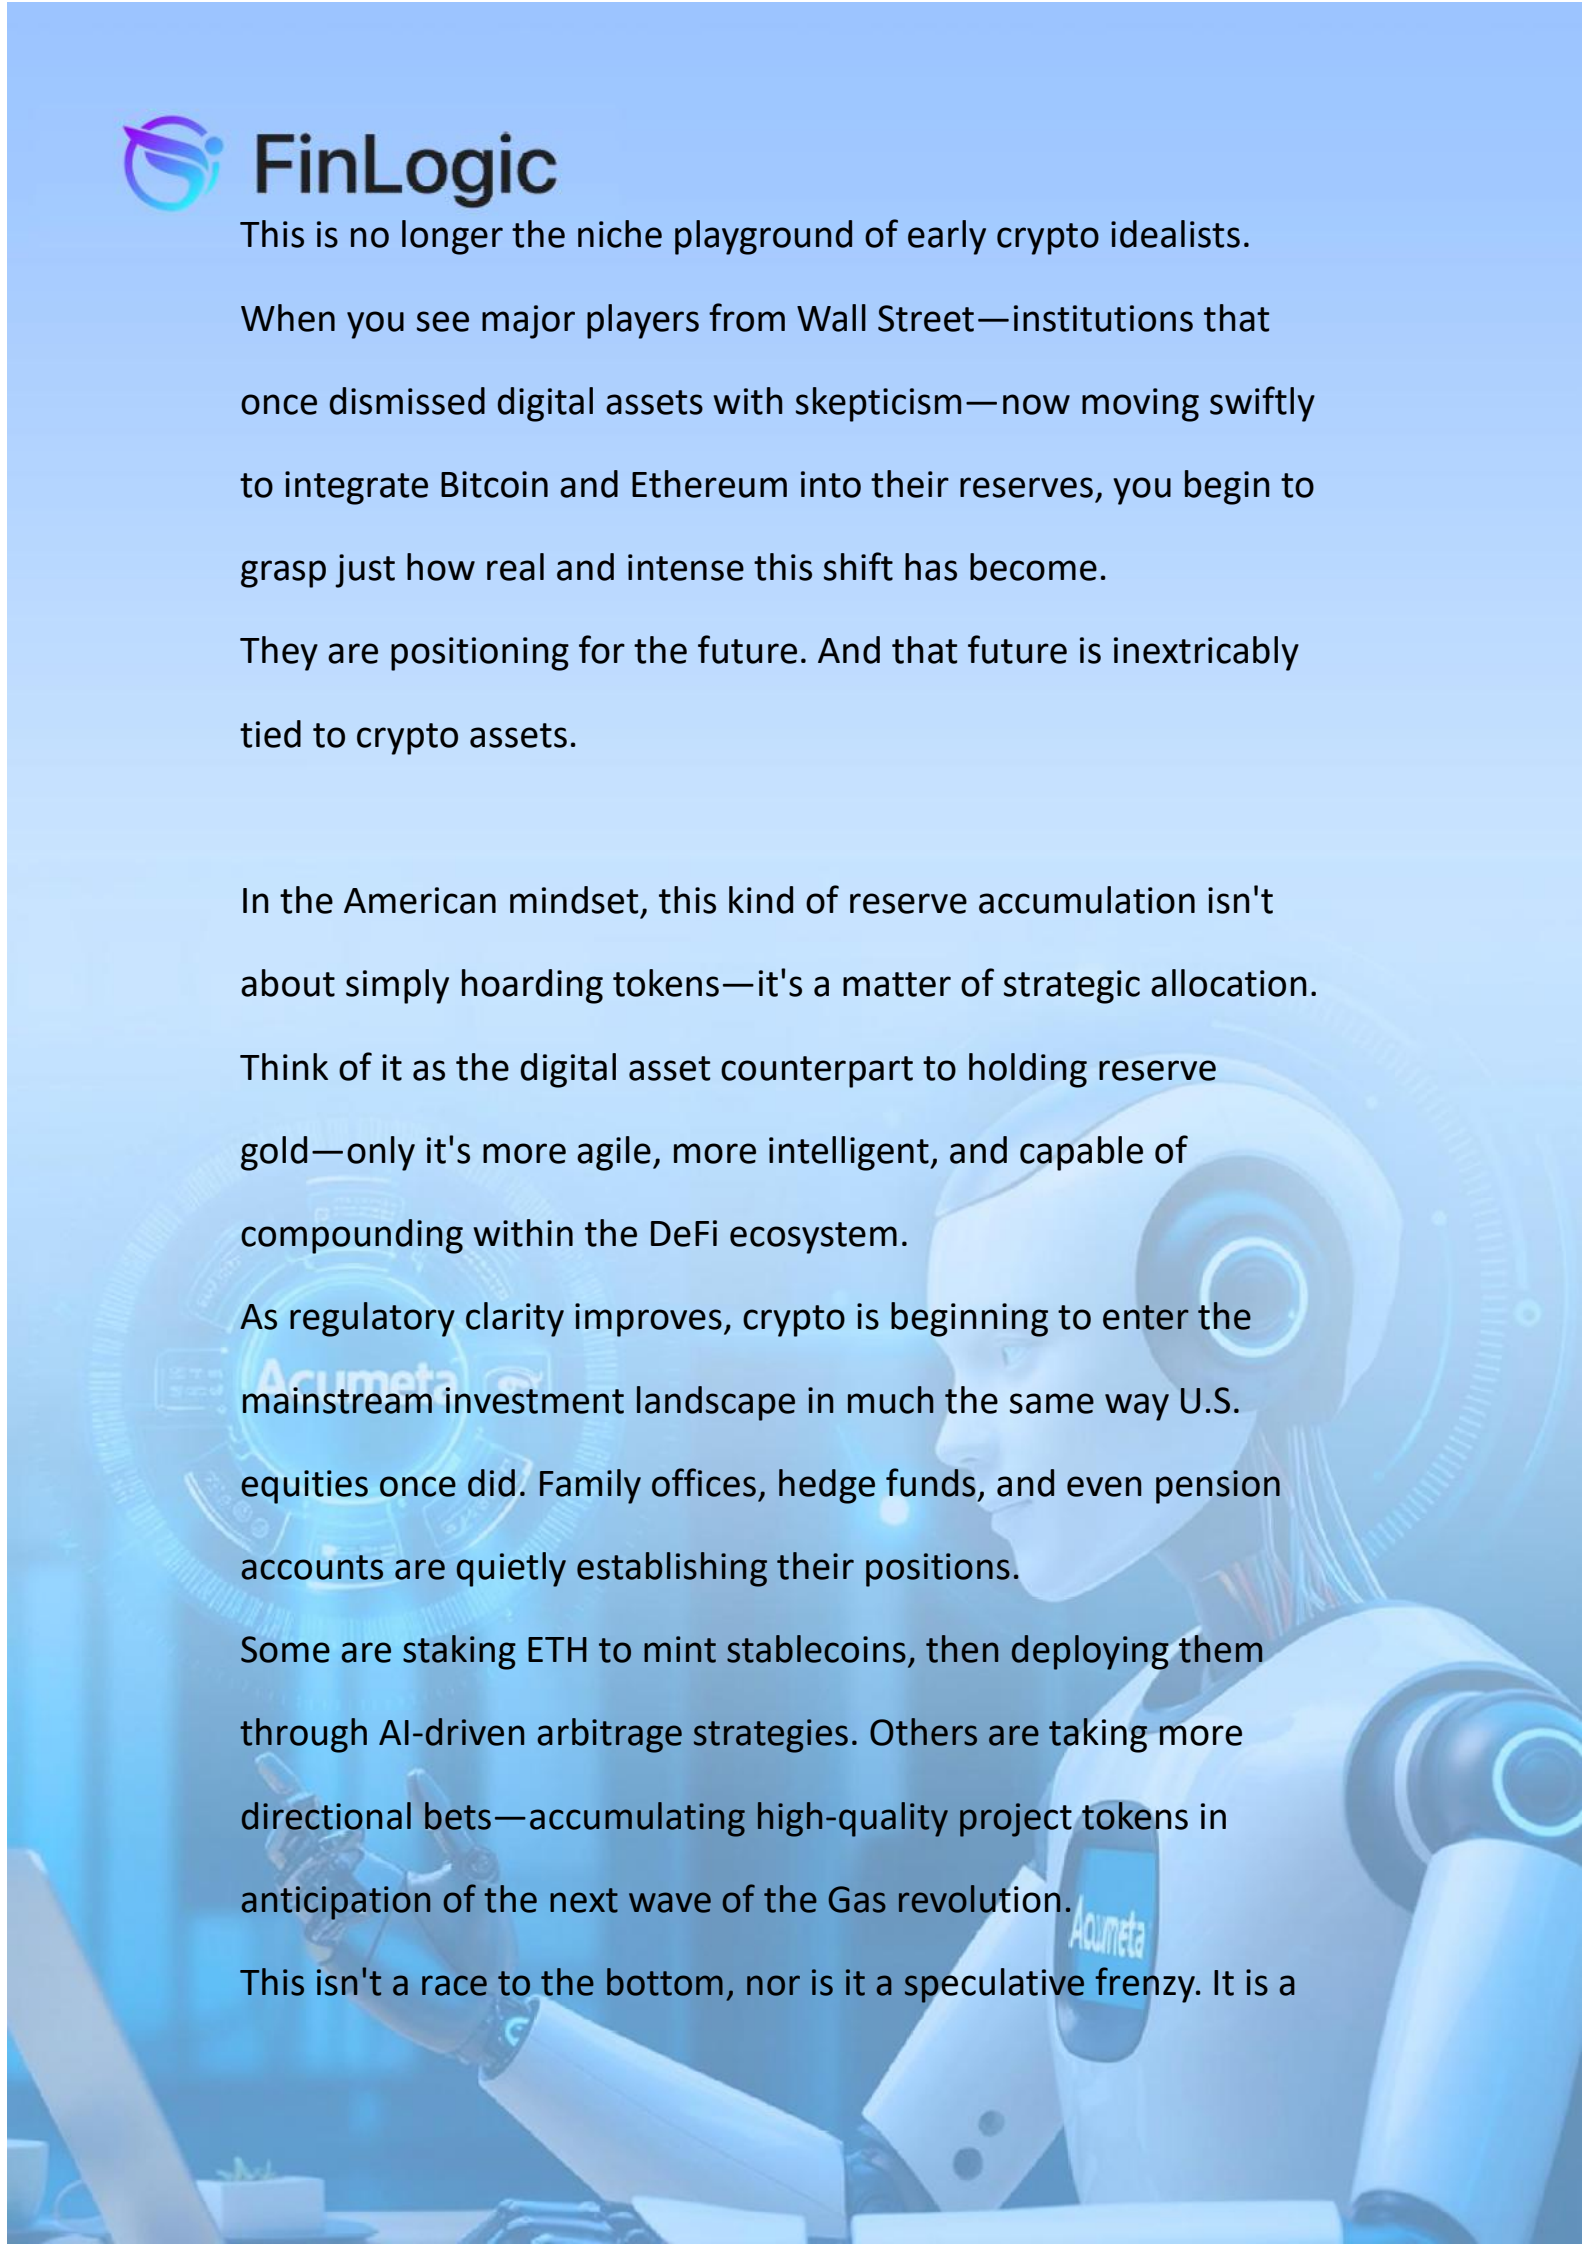 FinLogic
This is no longer the niche playground of early crypto idealists.
When you see major players from Wall Street—institutions that
once dismissed digital assets with skepticism—now moving swiftly
to integrate Bitcoin and Ethereum into their reserves, you begin to
grasp just how real and intense this shift has become.
They are positioning for the future. And that future is inextricably
tied to crypto assets.
In the American mindset, this kind of reserve accumulation isn't
about simply hoarding tokens—it's a matter of strategic allocation.
Think of it as the digital asset counterpart to holding reserve
gold—only it's more agile, more intelligent, and capable of
compounding within the DeFi ecosystem.
As regulatory clarity improves, crypto is beginning to enter the
Acumeta
mainstream investment landscape in much the same way U.S.
equities once did. Family offices, hedge funds, and even pension
accounts are quietly establishing their positions.
Some are staking ETH to mint stablecoins, then deploying them
through AI-driven arbitrage strategies. Others are taking more
directional bets—accumulating high-quality project tokens in
anticipation of the next wave of the Gas revolution.
Acumeta
This isn't a race to the bottom, nor is it a speculative frenzy. It is a